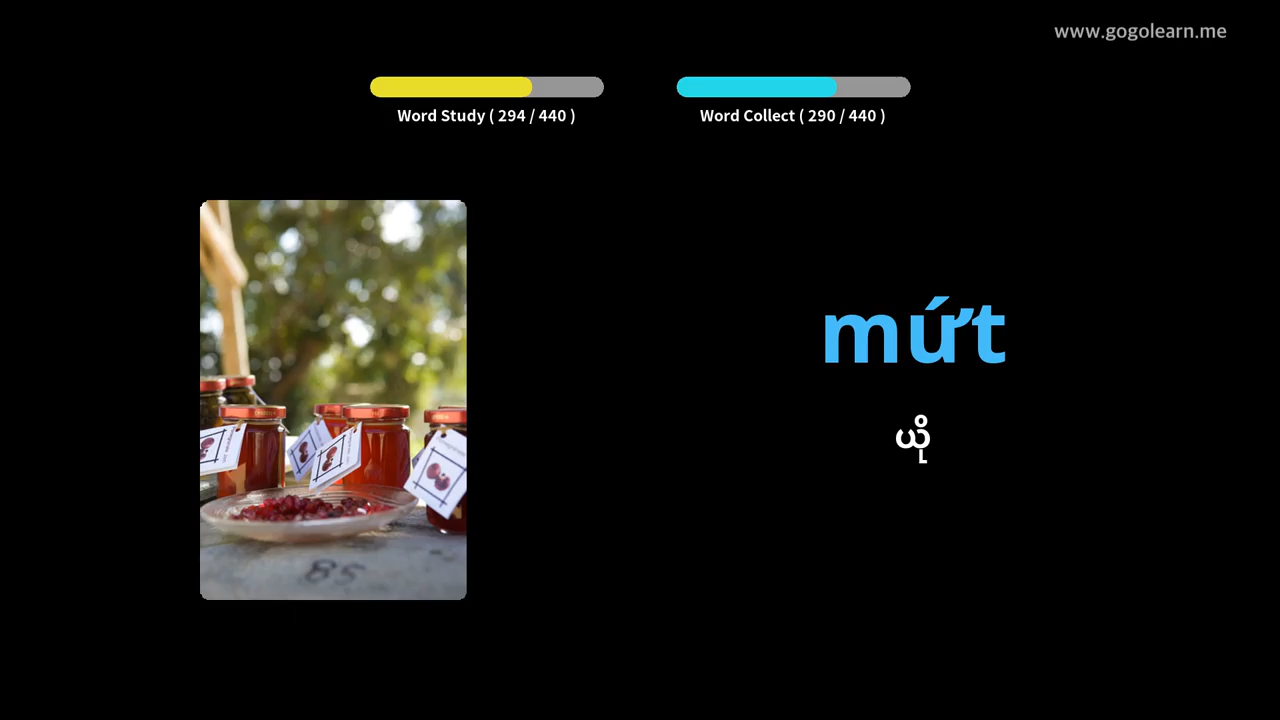 www.gogolearn.me
Word Study ( 294 / 440 )
Word Collect ( 290 / 440 )
mứt
ယို
85